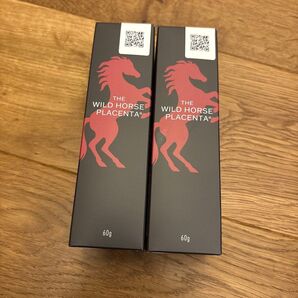 THE
WILD HORSE
PLACENTA®
60g
THE
WILD HORSE
PLACENTA®
60g